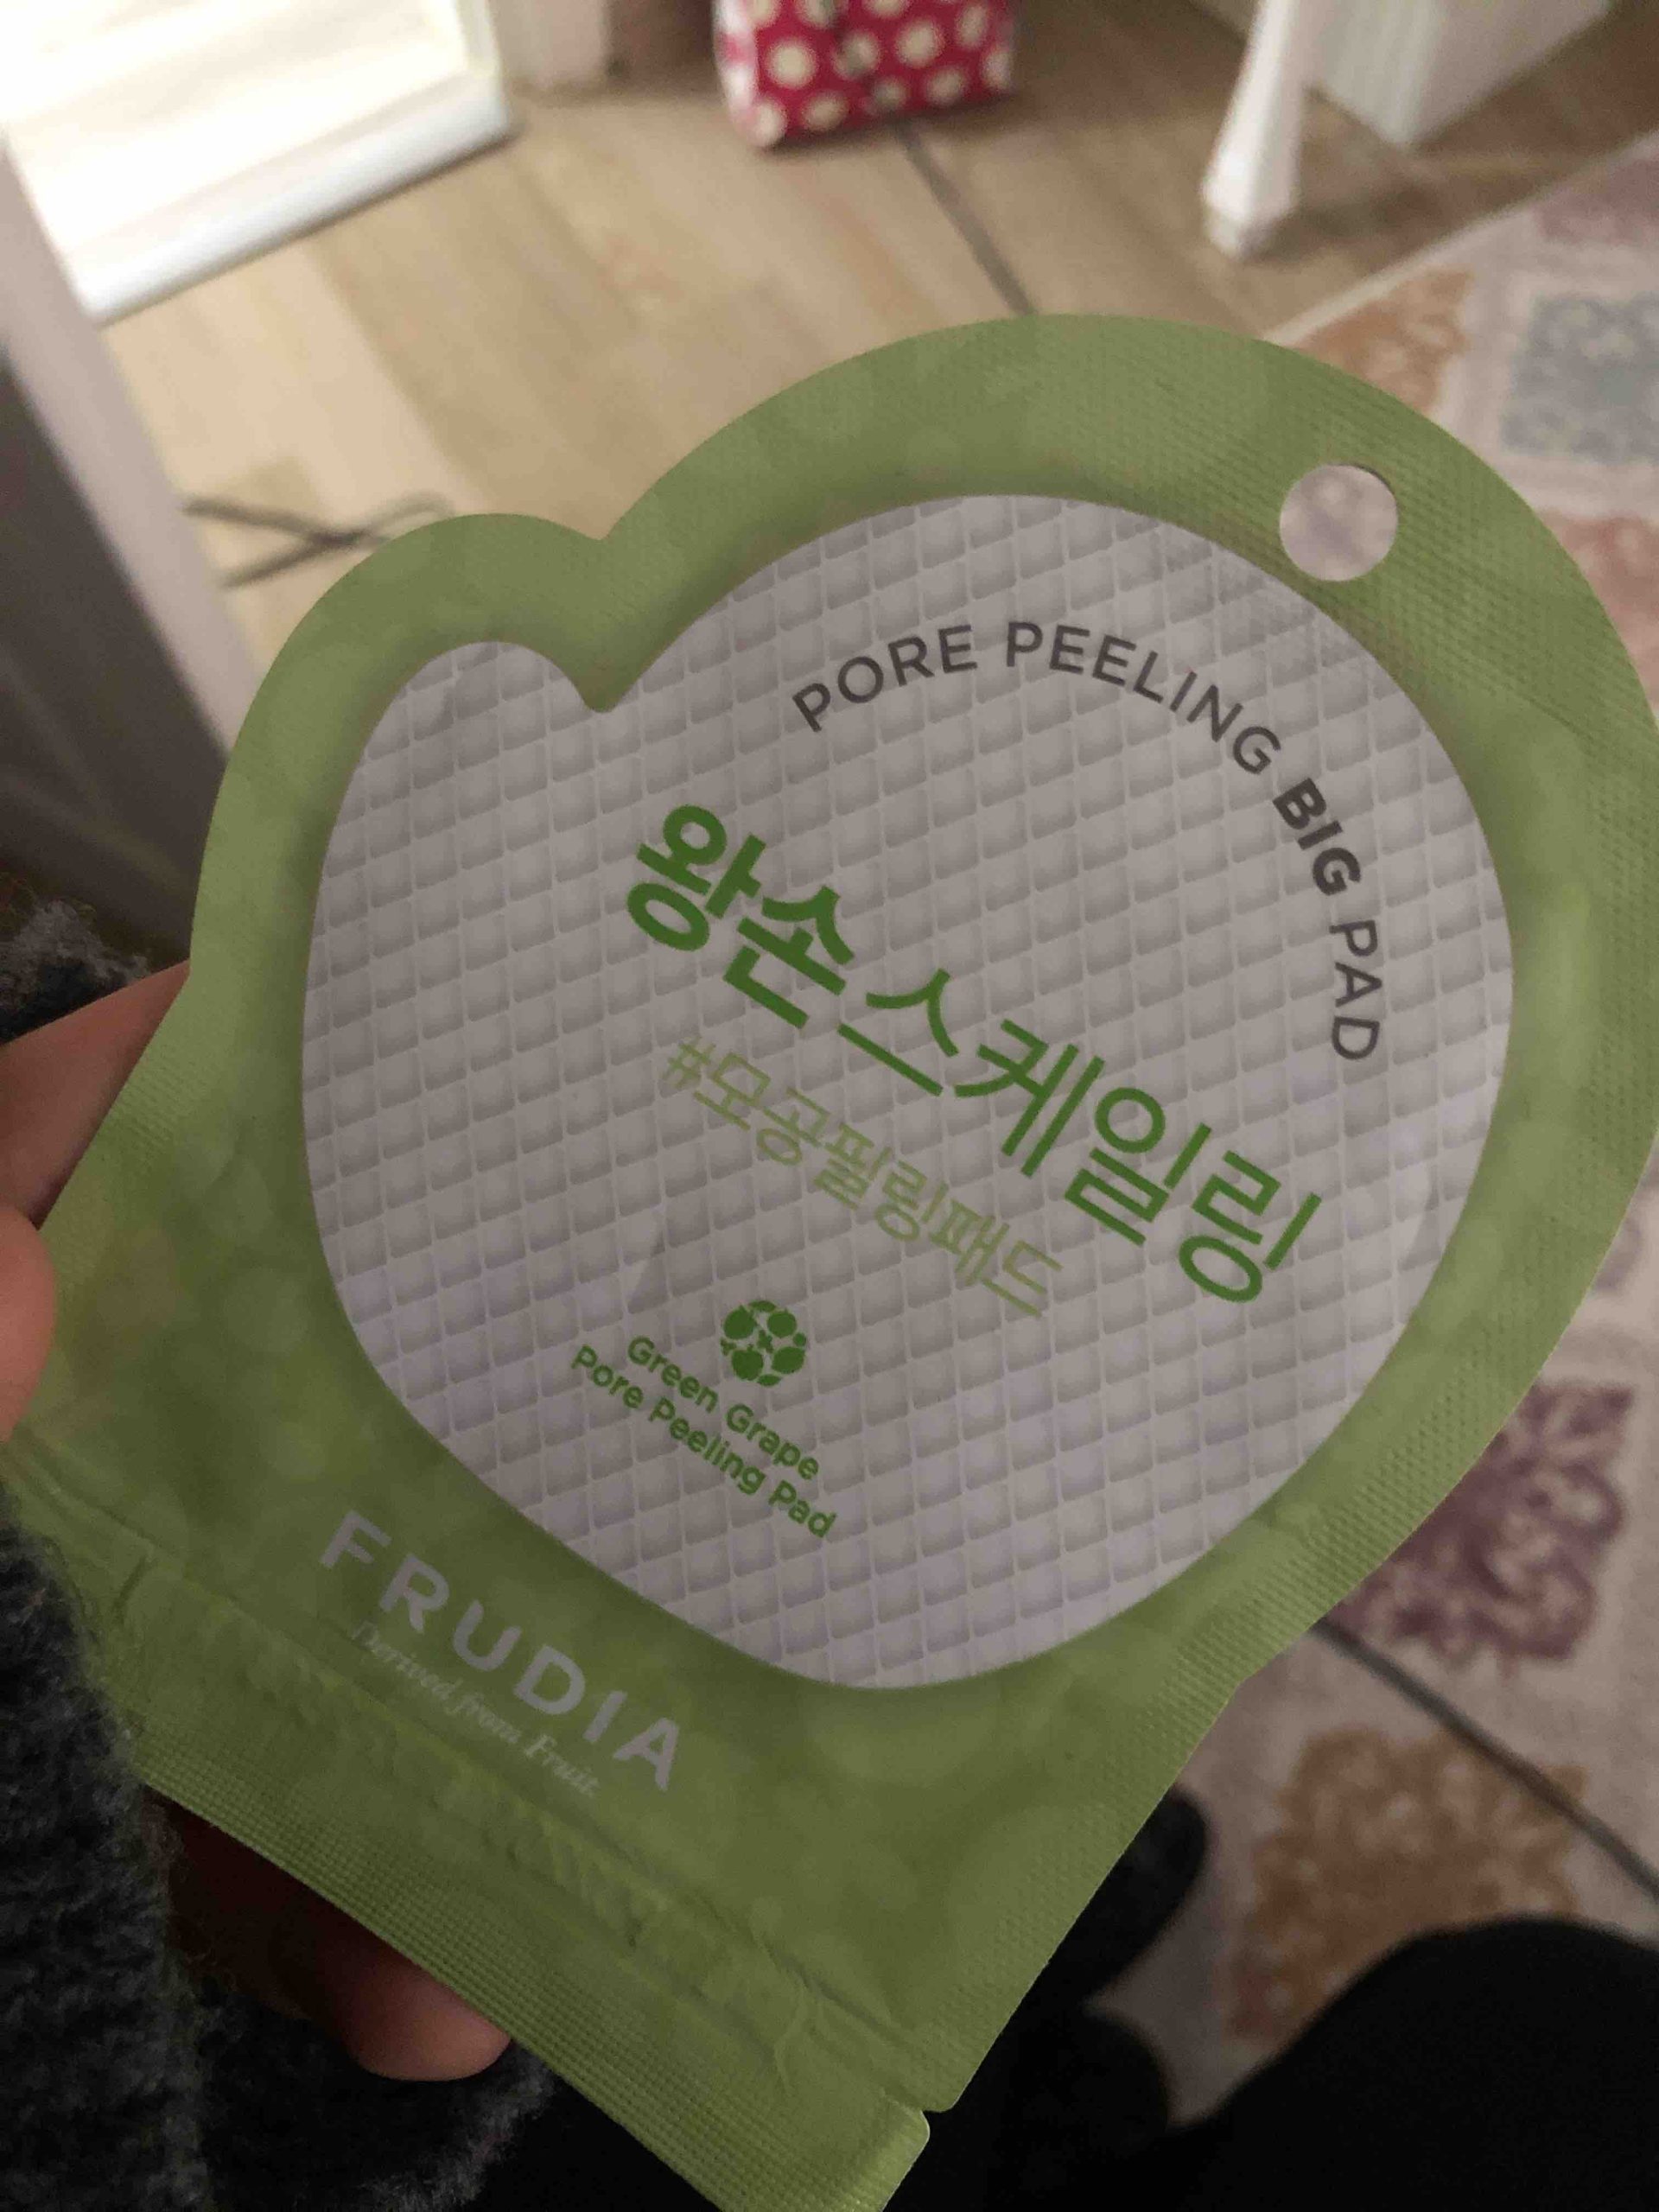 PORE PEELING BIG PAD
왕손스케일링
#모공필링패드
Green Grape
Pore Peeling Pad
FRUDIA
Derived from Fruit